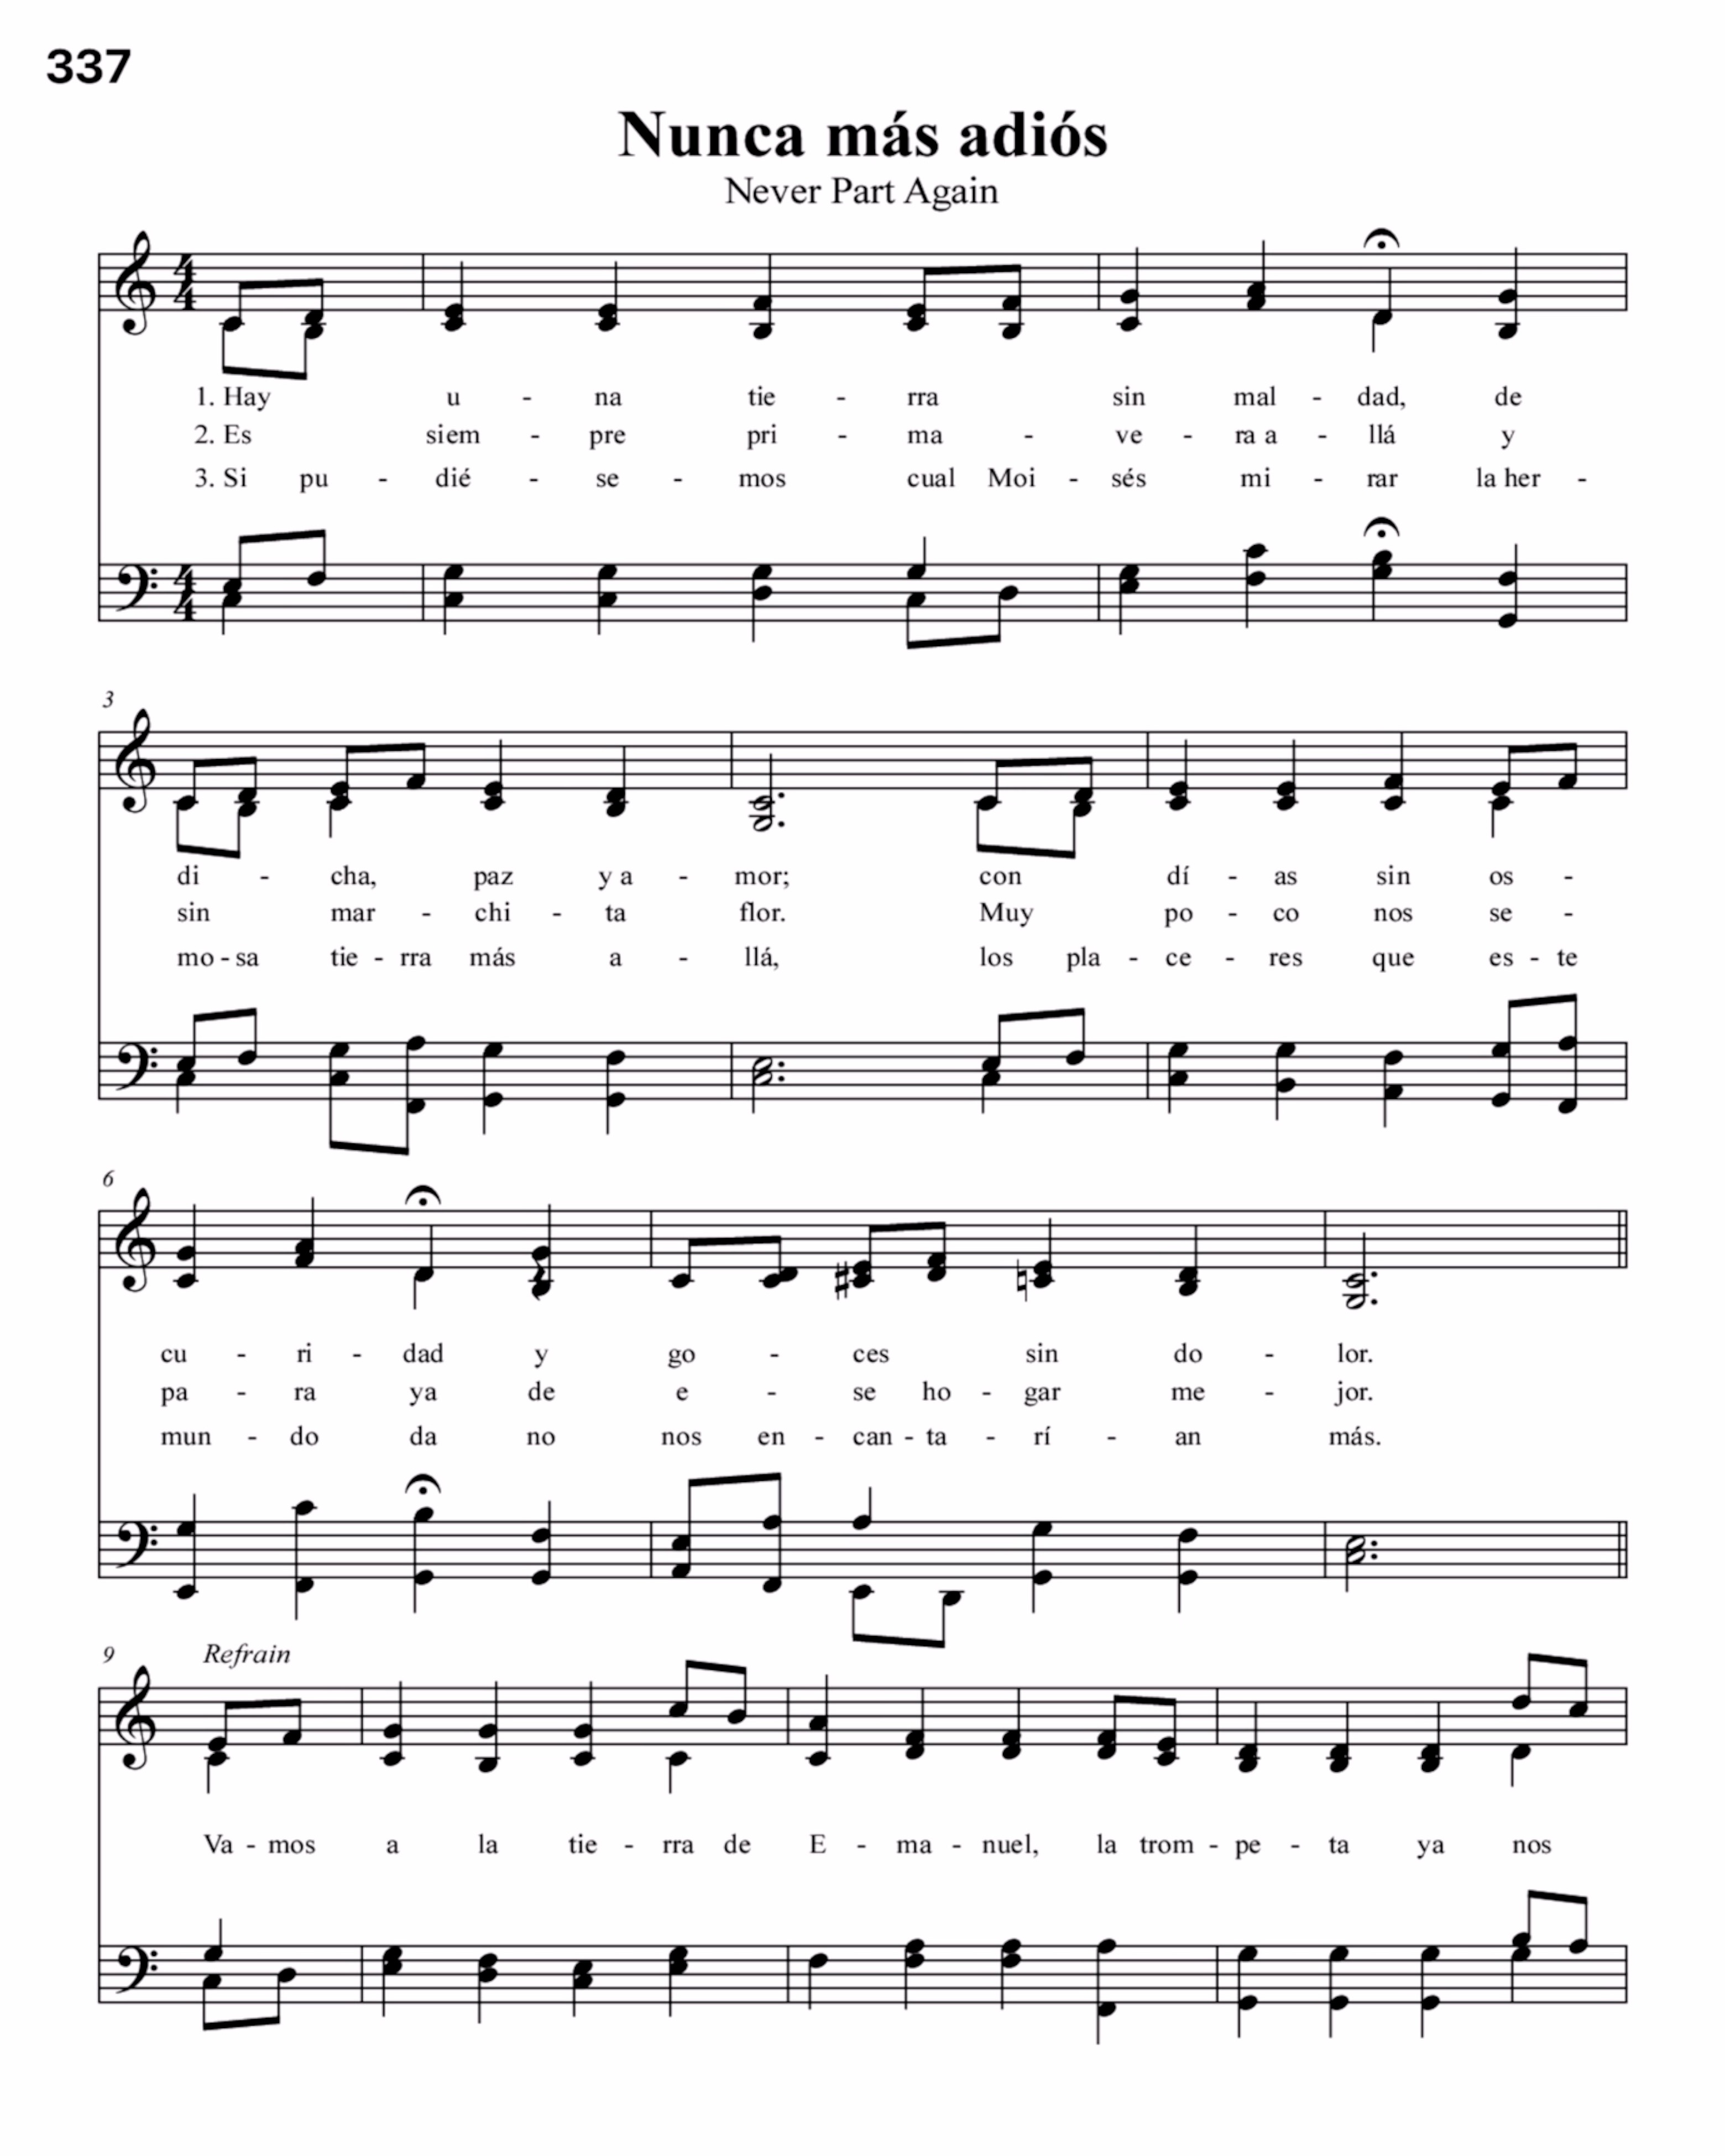 337
Nunca más adiós
Never Part Again
1. Hay u - na tie - rra sin mal - dad, de
2. Es siem - pre pri - ma - ve - ra a - llá y
3. Si pu - dié - se - mos cual Moi - sés mi - rar la her -
3
di - cha, paz y a - mor; con dí - as sin os -
sin mar - chi - ta flor. Muy po - co nos se -
mo - sa tie - rra más a - llá, los pla - ce - res que es - te
6
cu - ri - dad y go - ces sin do - lor.
pa - ra ya de e - se ho - gar me - jor.
mun - do da no nos en - can - ta - rí - an más.
9 Refrain
Va - mos a la tie - rra de E - ma - nuel, la trom - pe - ta ya nos